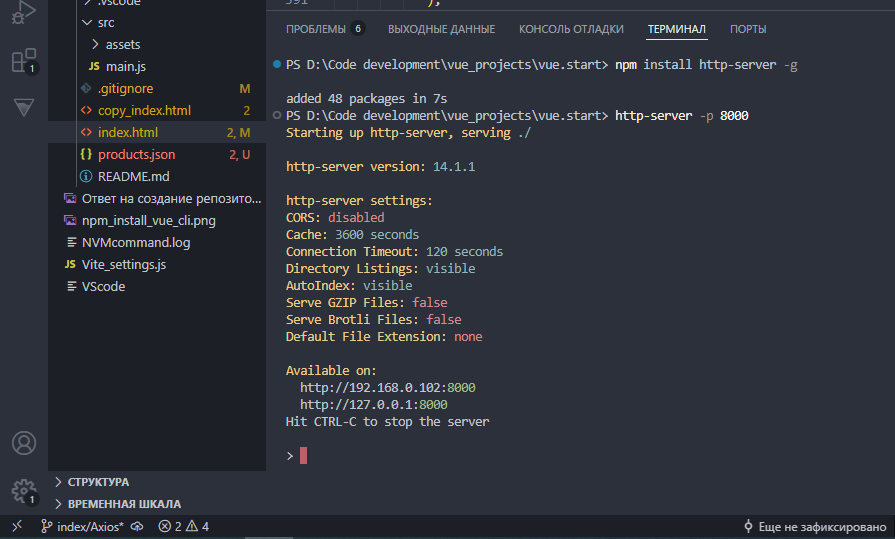 .vscode
src
assets
JS main.js
.gitignore M
<> copy_index.html 2
<> index.html 2, M
{} products.json 2, U
README.md
Ответ на создание репозито...
npm_install_vue_cli.png
NVMcommand.log
JS Vite_settings.js
VScode
СТРУКТУРА
ВРЕМЕННАЯ ШКАЛА
1
1
591 );
ПРОБЛЕМЫ 6 ВЫХОДНЫЕ ДАННЫЕ КОНСОЛЬ ОТЛАДКИ ТЕРМИНАЛ ПОРТЫ
PS D:\Code development\vue_projects\vue.start> npm install http-server -g
added 48 packages in 7s
PS D:\Code development\vue_projects\vue.start> http-server -p 8000
Starting up http-server, serving ./
http-server version: 14.1.1
http-server settings:
CORS: disabled
Cache: 3600 seconds
Connection Timeout: 120 seconds
Directory Listings: visible
AutoIndex: visible
Serve GZIP Files: false
Serve Brotli Files: false
Default File Extension: none
Available on:
http://192.168.0.102:8000
http://127.0.0.1:8000
Hit CTRL-C to stop the server
>
index/Axios* 2 4 Еще не зафиксировано